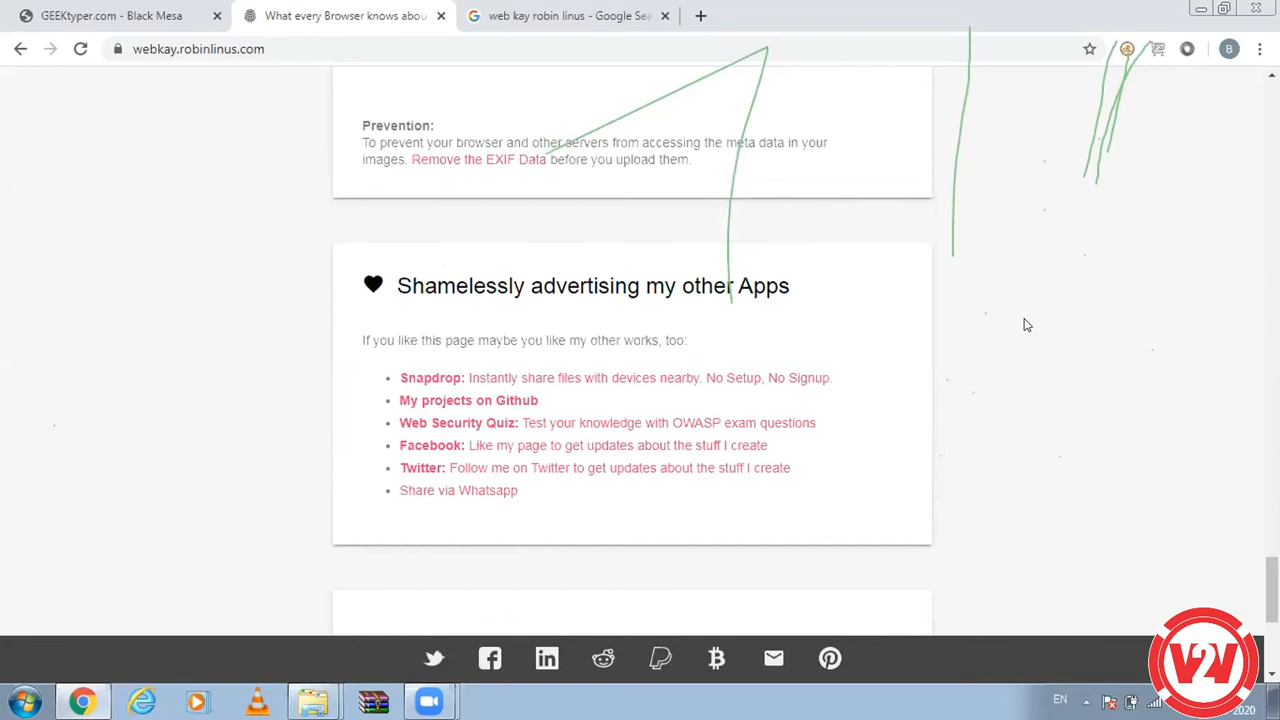 GEEKtyper.com - Black Mesa
What every Browser knows abou
web kay robin linus - Google Sea
webkay.robinlinus.com
B
Prevention:
To prevent your browser and other servers from accessing the meta data in your
images, Remove the EXIF Data before you upload them.
Shamelessly advertising my other Apps
If you like this page maybe you like my other works, too:
Snapdrop: Instantly share files with devices nearby. No Setup, No Signup.
My projects on Github
Web Security Quiz: Test your knowledge with OWASP exam questions
Facebook: Like my page to get updates about the stuff I create
Twitter: Follow me on Twitter to get updates about the stuff I create
Share via Whatsapp
V2V
EN
2020